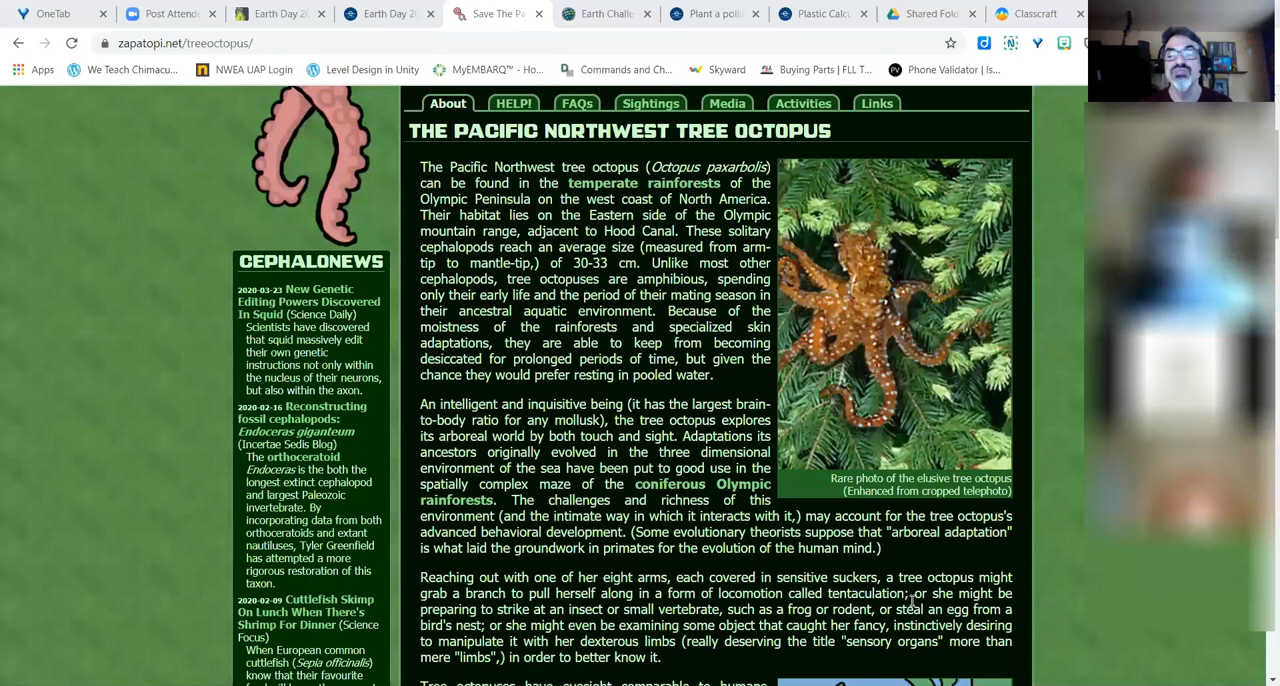 OneTab
Post Attende
Earth Day 20
Earth Day 20
Save The Pa
Earth Challe
Plant a polli
Plastic Calcu
Shared Fold
Classcraft
zapatopi.net/treeoctopus/
Apps
We Teach Chimacu...
NWEA UAP Login
Level Design in Unity
MyEMBARQ™ - Ho...
Commands and Ch...
Skyward
Buying Parts | FLL T...
Phone Validator | Is...
About
HELP!
FAQs
Sightings
Media
Activities
Links
THE PACIFIC NORTHWEST TREE OCTOPUS
The Pacific Northwest tree octopus (Octopus paxarbolis)
can be found in the temperate rainforests of the
Olympic Peninsula on the west coast of North America.
Their habitat lies on the Eastern side of the Olympic
mountain range, adjacent to Hood Canal. These solitary
cephalopods reach an average size (measured from arm-
tip to mantle-tip,) of 30-33 cm. Unlike most other
cephalopods, tree octopuses are amphibious, spending
only their early life and the period of their mating season in
their ancestral aquatic environment. Because of the
moistness of the rainforests and specialized skin
adaptations, they are able to keep from becoming
desiccated for prolonged periods of time, but given the
chance they would prefer resting in pooled water.
Rare photo of the elusive tree octopus
(Enhanced from cropped telephoto)
An intelligent and inquisitive being (it has the largest brain-
to-body ratio for any mollusk), the tree octopus explores
its arboreal world by both touch and sight. Adaptations its
ancestors originally evolved in the three dimensional
environment of the sea have been put to good use in the
spatially complex maze of the coniferous Olympic
rainforests. The challenges and richness of this
environment (and the intimate way in which it interacts with it,) may account for the tree octopus's
advanced behavioral development. (Some evolutionary theorists suppose that "arboreal adaptation"
is what laid the groundwork in primates for the evolution of the human mind.)
Reaching out with one of her eight arms, each covered in sensitive suckers, a tree octopus might
grab a branch to pull herself along in a form of locomotion called tentaculation; or she might be
preparing to strike at an insect or small vertebrate, such as a frog or rodent, or steal an egg from a
bird's nest; or she might even be examining some object that caught her fancy, instinctively desiring
to manipulate it with her dexterous limbs (really deserving the title "sensory organs" more than
mere "limbs",) in order to better know it.
Tree octopuses have eyesight comparable to humans.
CEPHALONEWS
2020-03-23 New Genetic
Editing Powers Discovered
In Squid (Science Daily)
Scientists have discovered
that squid massively edit
their own genetic
instructions not only within
the nucleus of their neurons,
but also within the axon.
2020-02-16 Reconstructing
fossil cephalopods:
Endoceras giganteum
(Incertae Sedis Blog)
The orthoceratoid
Endoceras is the both the
longest extinct cephalopod
and largest Paleozoic
invertebrate. By
incorporating data from both
orthoceratoids and extant
nautiluses, Tyler Greenfield
has attempted a more
rigorous restoration of this
taxon.
2020-02-09 Cuttlefish Skimp
On Lunch When There's
Shrimp For Dinner (Science
Focus)
When European common
cuttlefish (Sepia officinalis)
know that their favourite